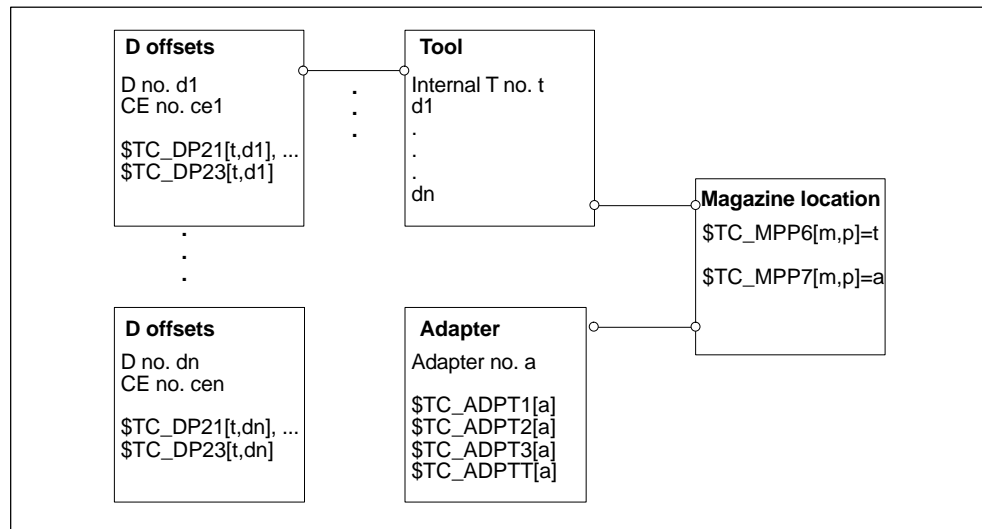 D offsets
D no. d1
CE no. ce1
$TC_DP21[t,d1], ...
$TC_DP23[t,d1]
.
.
.
Tool
Internal T no. t
d1
.
.
.
dn
.
.
.
Magazine location
$TC_MPP6[m,p]=t
$TC_MPP7[m,p]=a
D offsets
D no. dn
CE no. cen
$TC_DP21[t,dn], ...
$TC_DP23[t,dn]
Adapter
Adapter no. a
$TC_ADPT1[a]
$TC_ADPT2[a]
$TC_ADPT3[a]
$TC_ADPTT[a]